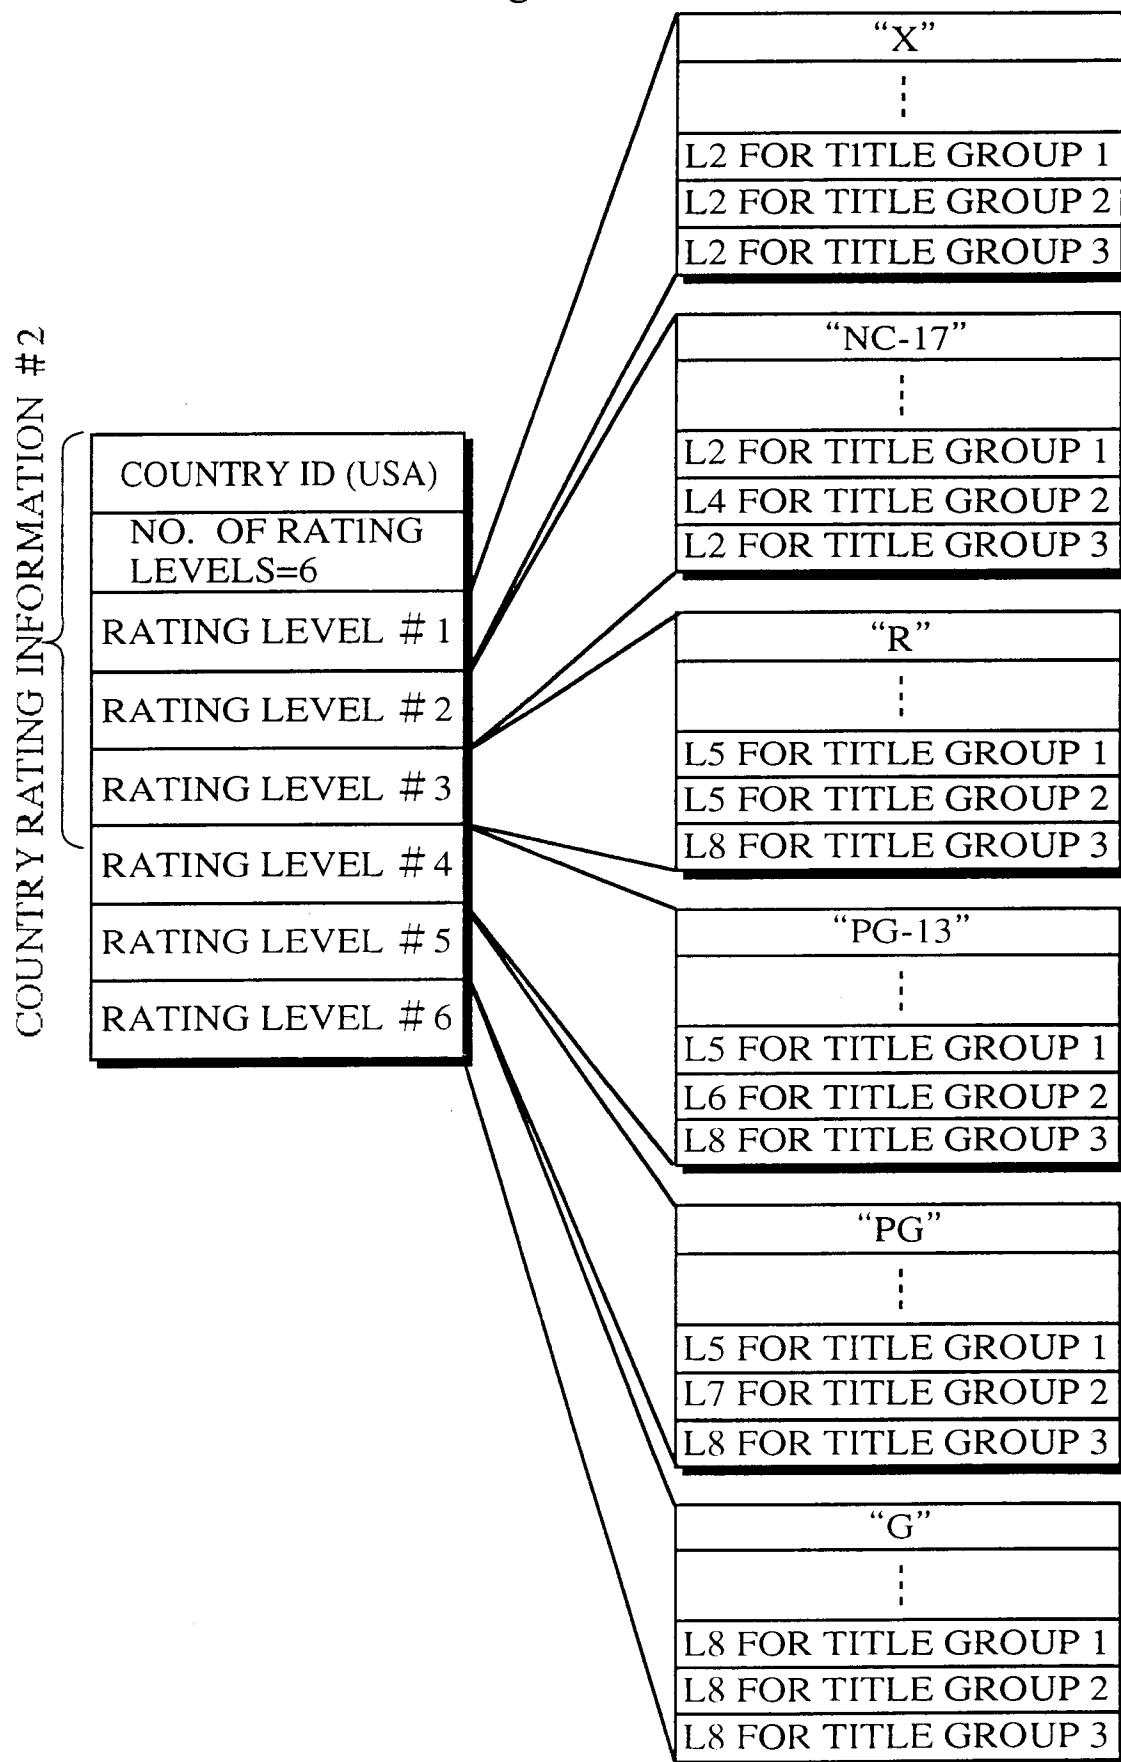 COUNTRY RATING INFORMATION #2
COUNTRY ID (USA)
NO. OF RATING
LEVELS=6
RATING LEVEL #1
RATING LEVEL #2
RATING LEVEL #3
RATING LEVEL #4
RATING LEVEL #5
RATING LEVEL #6
“X”
L2 FOR TITLE GROUP 1
L2 FOR TITLE GROUP 2
L2 FOR TITLE GROUP 3
“NC-17”
L2 FOR TITLE GROUP 1
L4 FOR TITLE GROUP 2
L2 FOR TITLE GROUP 3
“R”
L5 FOR TITLE GROUP 1
L5 FOR TITLE GROUP 2
L8 FOR TITLE GROUP 3
“PG-13”
L5 FOR TITLE GROUP 1
L6 FOR TITLE GROUP 2
L8 FOR TITLE GROUP 3
“PG”
L5 FOR TITLE GROUP 1
L7 FOR TITLE GROUP 2
L8 FOR TITLE GROUP 3
“G”
L8 FOR TITLE GROUP 1
L8 FOR TITLE GROUP 2
L8 FOR TITLE GROUP 3